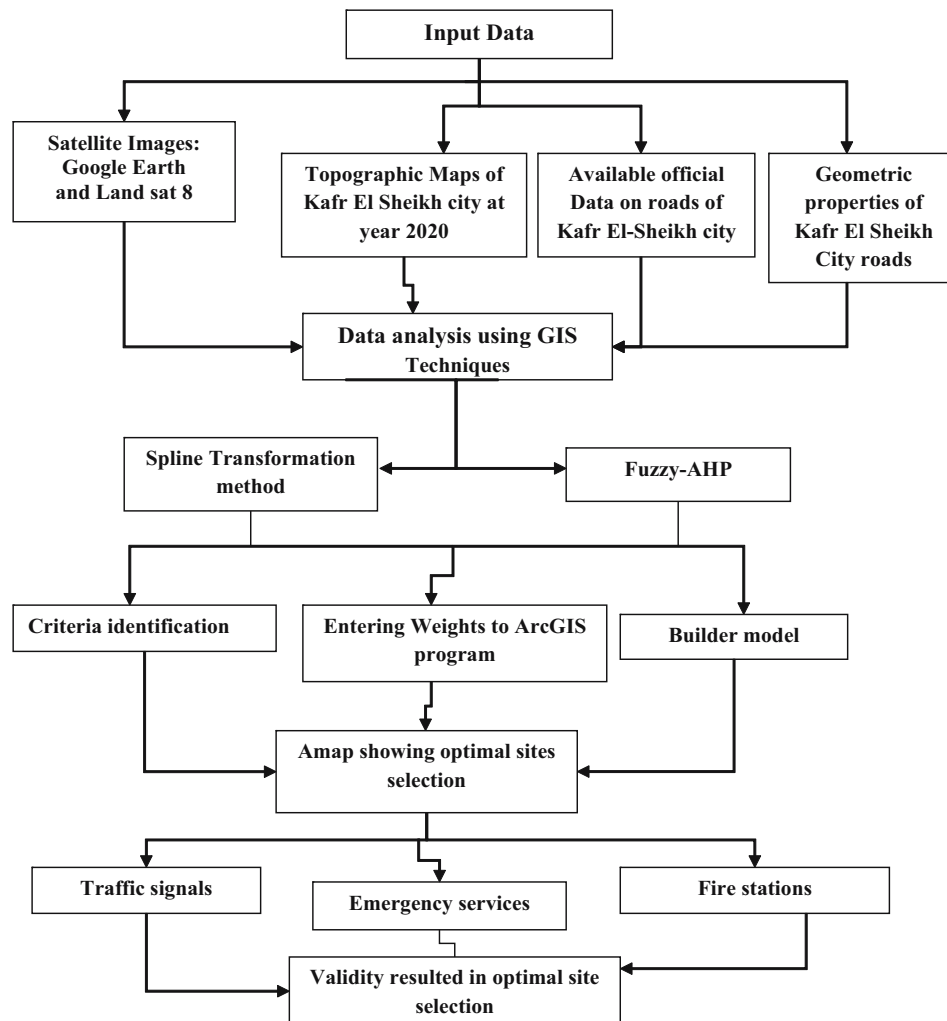 Input Data
Satellite Images:
Google Earth
and Land sat 8
Topographic Maps of
Kafr El Sheikh city at
year 2020
Available official
Data on roads of
Kafr El-Sheikh city
Geometric
properties of
Kafr El Sheikh
City roads
Data analysis using GIS
Techniques
Spline Transformation
method
Fuzzy-AHP
Criteria identification
Entering Weights to ArcGIS
program
Builder model
Amap showing optimal sites
selection
Traffic signals
Emergency services
Fire stations
Validity resulted in optimal site
selection